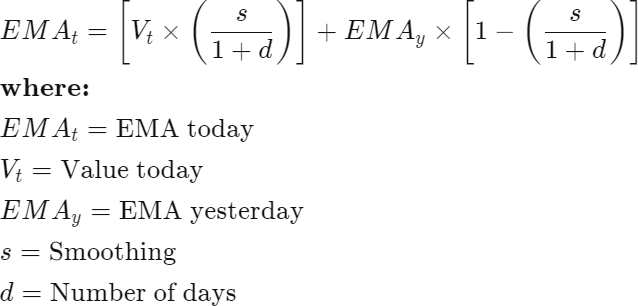 EMA_t = [V_t × (s / (1 + d))] + EMA_y × [1 − (s / (1 + d))]
where:
EMA_t = EMA today
V_t = Value today
EMA_y = EMA yesterday
s = Smoothing
d = Number of days